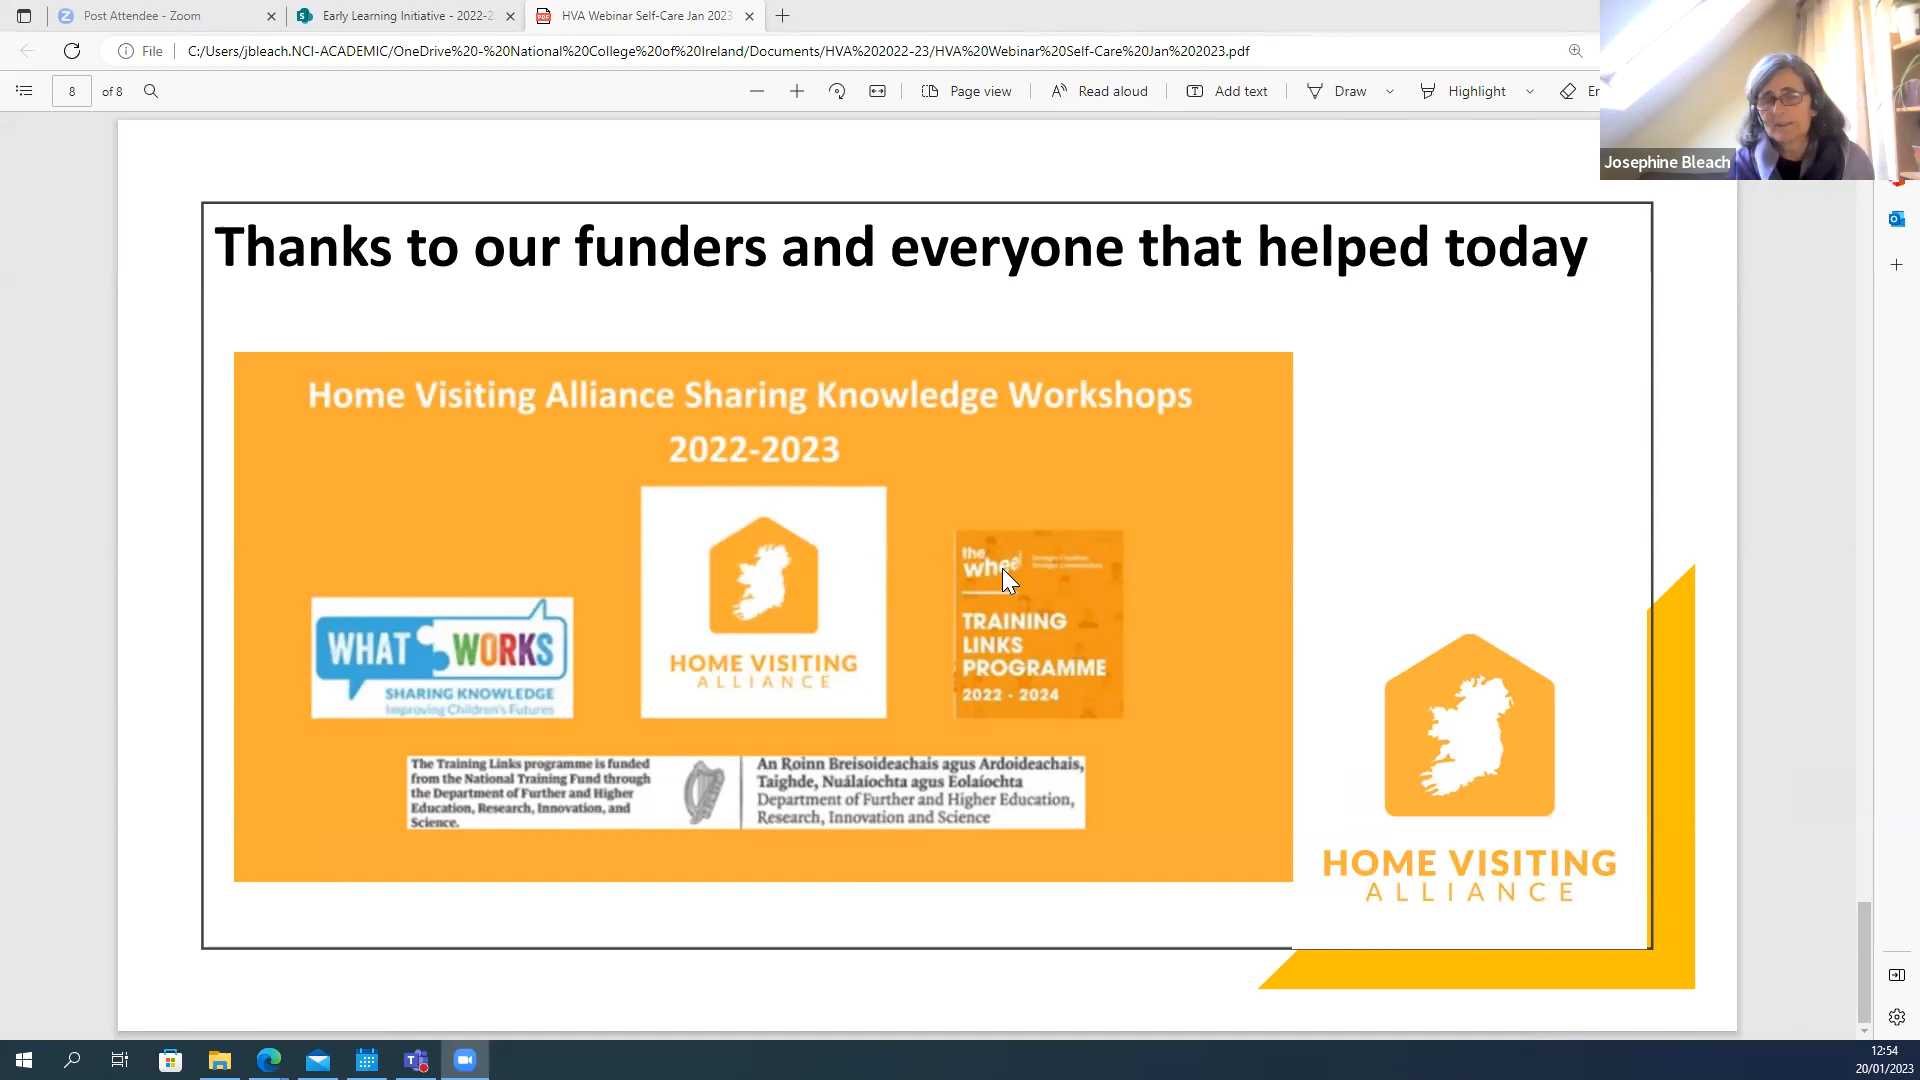 Post Attendee - Zoom
Early Learning Initiative - 2022-2
HVA Webinar Self-Care Jan 2023
File
C:/Users/jbleach.NCI-ACADEMIC/OneDrive%20-%20National%20College%20of%20Ireland/Documents/HVA%202022-23/HVA%20Webinar%20Self-Care%20Jan%202023.pdf
8 of 8
Page view
Read aloud
Add text
Draw
Highlight
Er
Josephine Bleach
Thanks to our funders and everyone that helped today
Home Visiting Alliance Sharing Knowledge Workshops
2022-2023
WHAT WORKS
SHARING KNOWLEDGE
Improving Children's Futures
HOME VISITING
ALLIANCE
the
wheel
Stronger Charities.
Stronger Communities.
TRAINING
LINKS
PROGRAMME
2022 - 2024
The Training Links programme is funded
from the National Training Fund through
the Department of Further and Higher
Education, Research, Innovation, and
Science.
An Roinn Breisoideachais agus Ardoideachais,
Taighde, Nuálaíochta agus Eolaíochta
Department of Further and Higher Education,
Research, Innovation and Science
HOME VISITING
ALLIANCE
12:54
20/01/2023